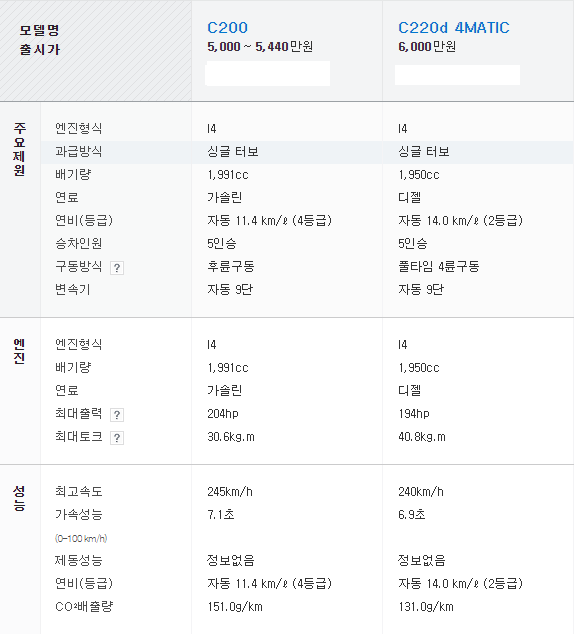 모델명 C200 C220d 4MATIC
출시가 5,000 ~ 5,440만원 6,000만원
주요제원
엔진형식 I4 I4
과급방식 싱글 터보 싱글 터보
배기량 1,991cc 1,950cc
연료 가솔린 디젤
연비(등급) 자동 11.4 km/ℓ (4등급) 자동 14.0 km/ℓ (2등급)
승차인원 5인승 5인승
구동방식 ? 후륜구동 풀타임 4륜구동
변속기 자동 9단 자동 9단
엔진
엔진형식 I4 I4
배기량 1,991cc 1,950cc
연료 가솔린 디젤
최대출력 ? 204hp 194hp
최대토크 ? 30.6kg.m 40.8kg.m
성능
최고속도 245km/h 240km/h
가속성능 7.1초 6.9초
(0-100 km/h)
제동성능 정보없음 정보없음
연비(등급) 자동 11.4 km/ℓ (4등급) 자동 14.0 km/ℓ (2등급)
CO²배출량 151.0g/km 131.0g/km